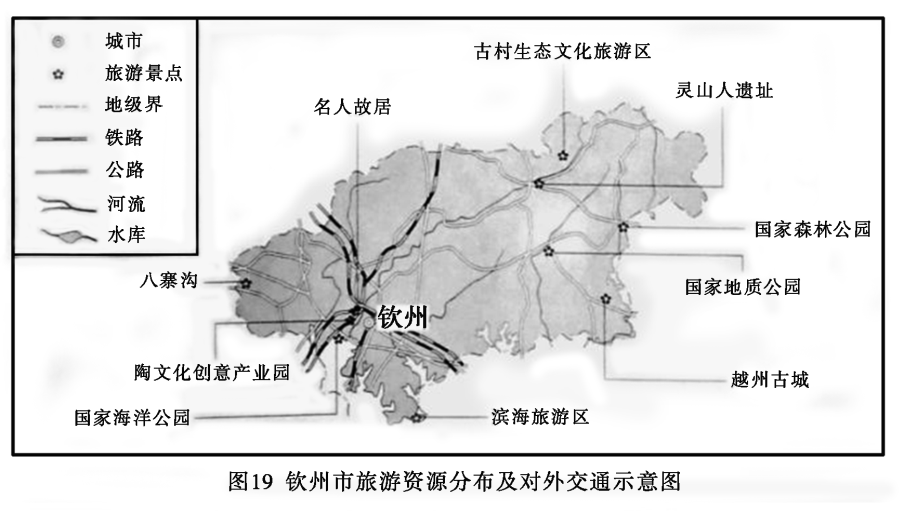 城市
旅游景点
地级界
铁路
公路
河流
水库
古村生态文化旅游区
灵山人遗址
名人故居
国家森林公园
国家地质公园
八寨沟
钦州
陶文化创意产业园
越州古城
国家海洋公园
滨海旅游区
图19 钦州市旅游资源分布及对外交通示意图